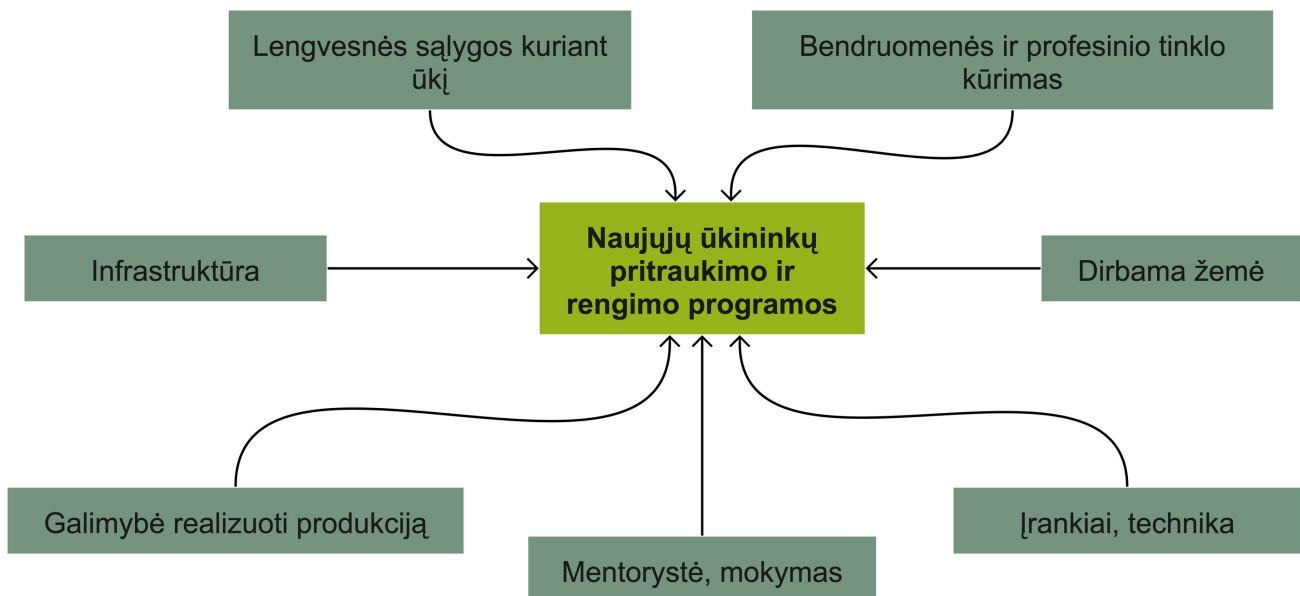 Lengvesnės sąlygos kuriant
ūkį
Bendruomenės ir profesinio tinklo
kūrimas
Naujųjų ūkininkų
pritraukimo ir
rengimo programos
Infrastruktūra
Dirbama žemė
Galimybė realizuoti produkciją
Mentorystė, mokymas
Įrankiai, technika